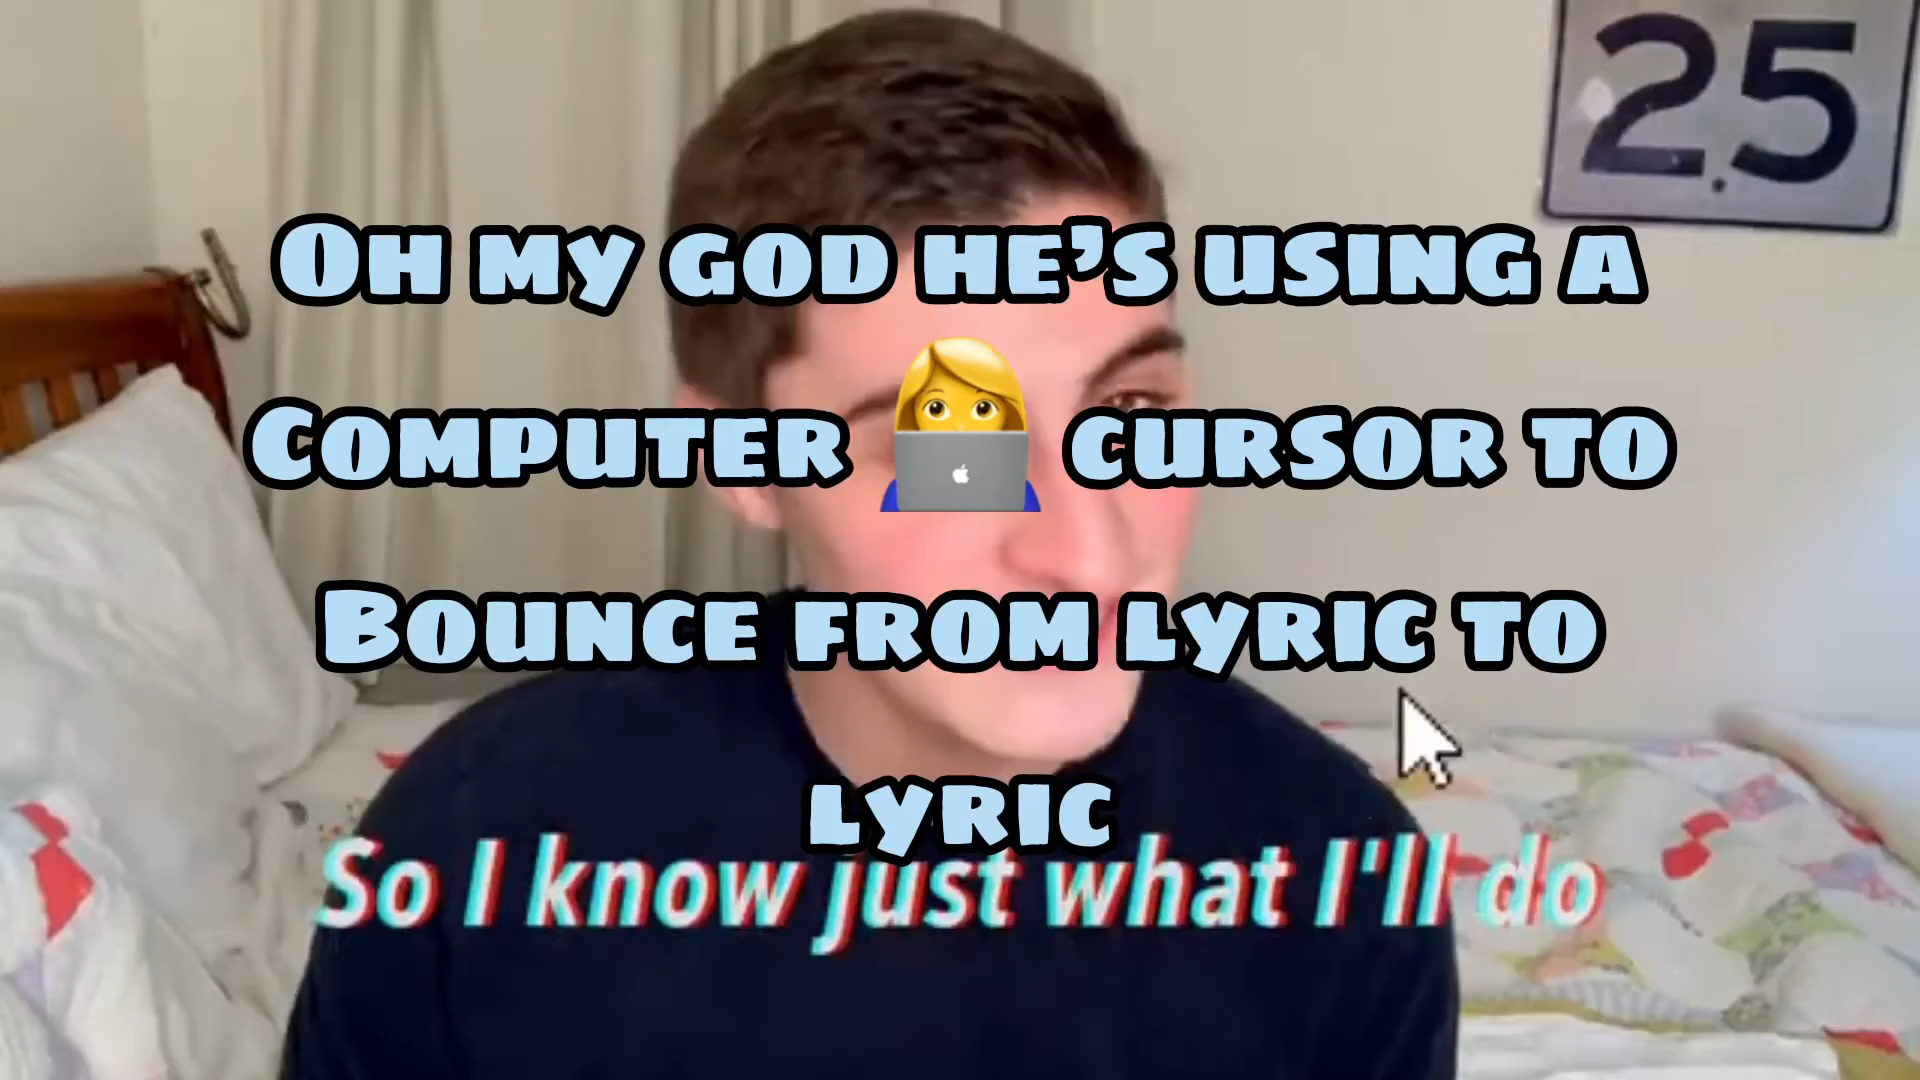 25
Oh my god he’s using a
Computer 👩‍💻 cursor to
Bounce from lyric to
lyric
So I know just what I'll do